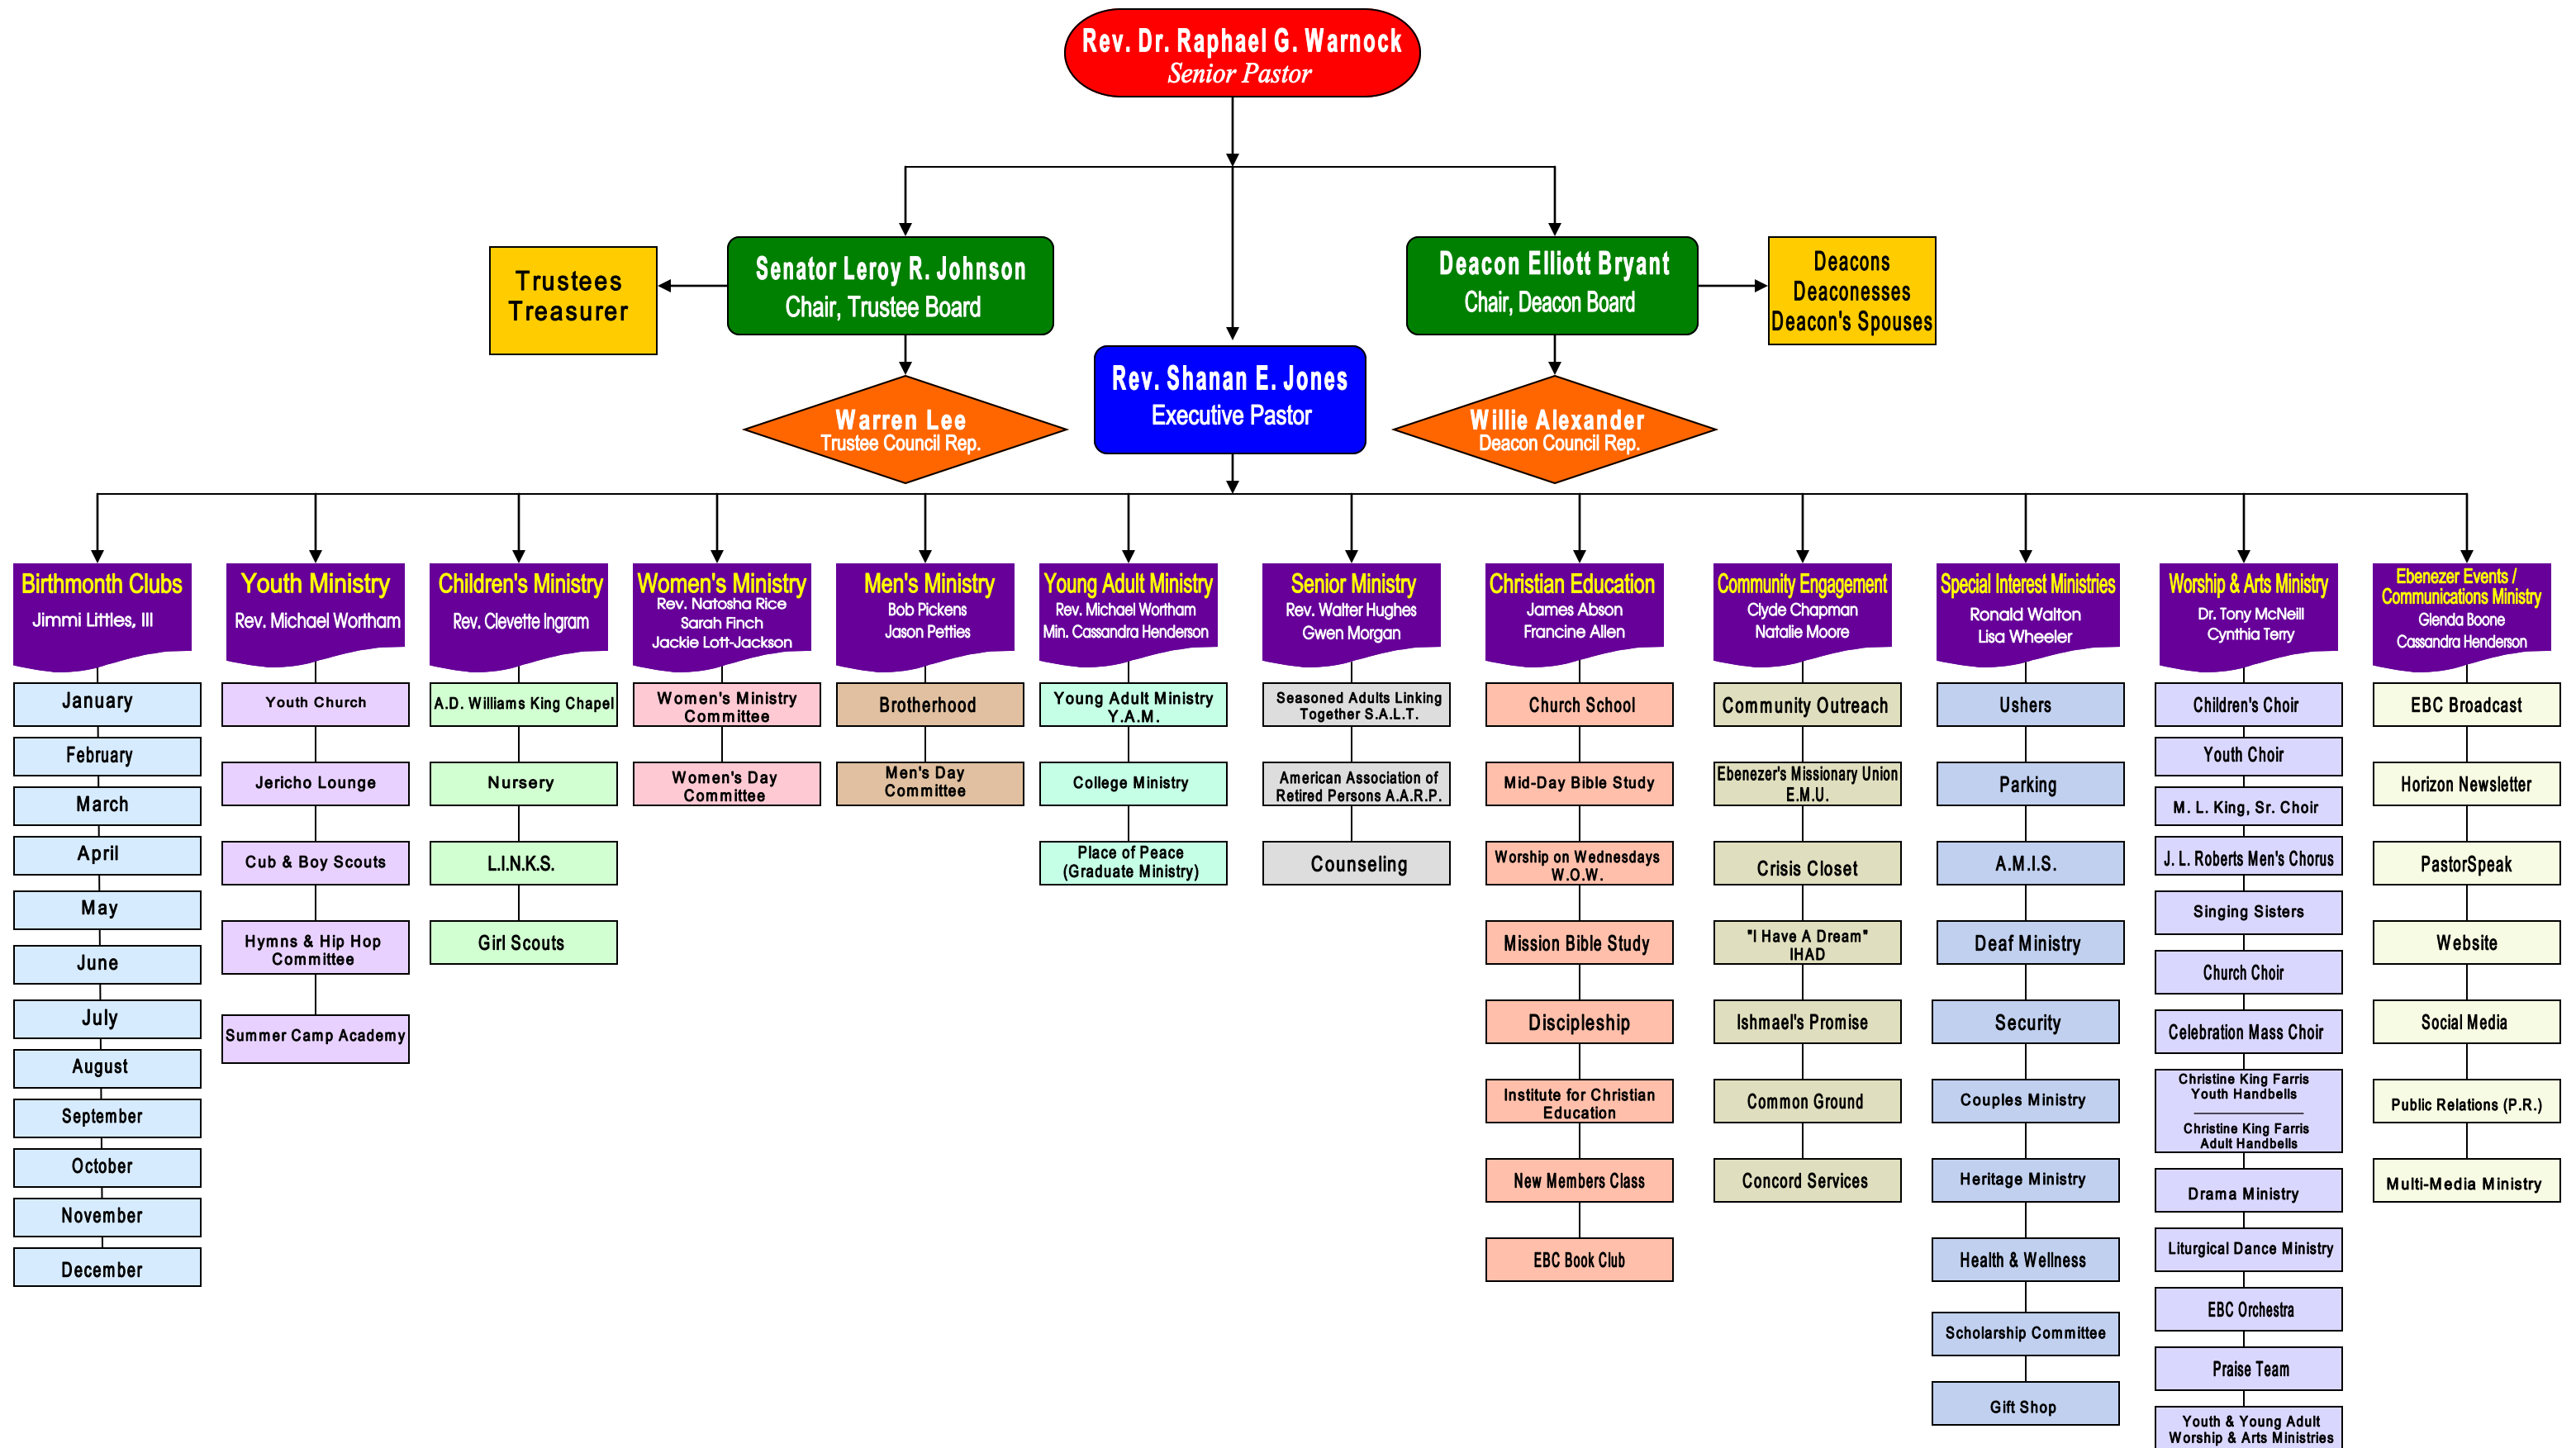 Rev. Dr. Raphael G. Warnock
Senior Pastor
Trustees
Treasurer
Senator Leroy R. Johnson
Chair, Trustee Board
Deacon Elliott Bryant
Chair, Deacon Board
Deacons
Deaconesses
Deacon's Spouses
Warren Lee
Trustee Council Rep.
Rev. Shanan E. Jones
Executive Pastor
Willie Alexander
Deacon Council Rep.
Birthmonth Clubs
Jimmi Littles, III
January
February
March
April
May
June
July
August
September
October
November
December
Youth Ministry
Rev. Michael Wortham
Youth Church
Jericho Lounge
Cub & Boy Scouts
Hymns & Hip Hop
Committee
Summer Camp Academy
Children's Ministry
Rev. Clevette Ingram
A.D. Williams King Chapel
Nursery
L.I.N.K.S.
Girl Scouts
Women's Ministry
Rev. Natosha Rice
Sarah Finch
Jackie Lott-Jackson
Women's Ministry
Committee
Women's Day
Committee
Men's Ministry
Bob Pickens
Jason Petties
Brotherhood
Men's Day
Committee
Young Adult Ministry
Rev. Michael Wortham
Min. Cassandra Henderson
Young Adult Ministry
Y.A.M.
College Ministry
Place of Peace
(Graduate Ministry)
Senior Ministry
Rev. Walter Hughes
Gwen Morgan
Seasoned Adults Linking
Together S.A.L.T.
American Association of
Retired Persons A.A.R.P.
Counseling
Christian Education
James Abson
Francine Allen
Church School
Mid-Day Bible Study
Worship on Wednesdays
W.O.W.
Mission Bible Study
Discipleship
Institute for Christian
Education
New Members Class
EBC Book Club
Community Engagement
Clyde Chapman
Natalie Moore
Community Outreach
Ebenezer's Missionary Union
E.M.U.
Crisis Closet
"I Have A Dream"
IHAD
Ishmael's Promise
Common Ground
Concord Services
Special Interest Ministries
Ronald Walton
Lisa Wheeler
Ushers
Parking
A.M.I.S.
Deaf Ministry
Security
Couples Ministry
Heritage Ministry
Health & Wellness
Scholarship Committee
Gift Shop
Worship & Arts Ministry
Dr. Tony McNeill
Cynthia Terry
Children's Choir
Youth Choir
M. L. King, Sr. Choir
J. L. Roberts Men's Chorus
Singing Sisters
Church Choir
Celebration Mass Choir
Christine King Farris
Youth Handbells
Christine King Farris
Adult Handbells
Drama Ministry
Liturgical Dance Ministry
EBC Orchestra
Praise Team
Youth & Young Adult
Worship & Arts Ministries
Ebenezer Events /
Communications Ministry
Glenda Boone
Cassandra Henderson
EBC Broadcast
Horizon Newsletter
PastorSpeak
Website
Social Media
Public Relations (P.R.)
Multi-Media Ministry